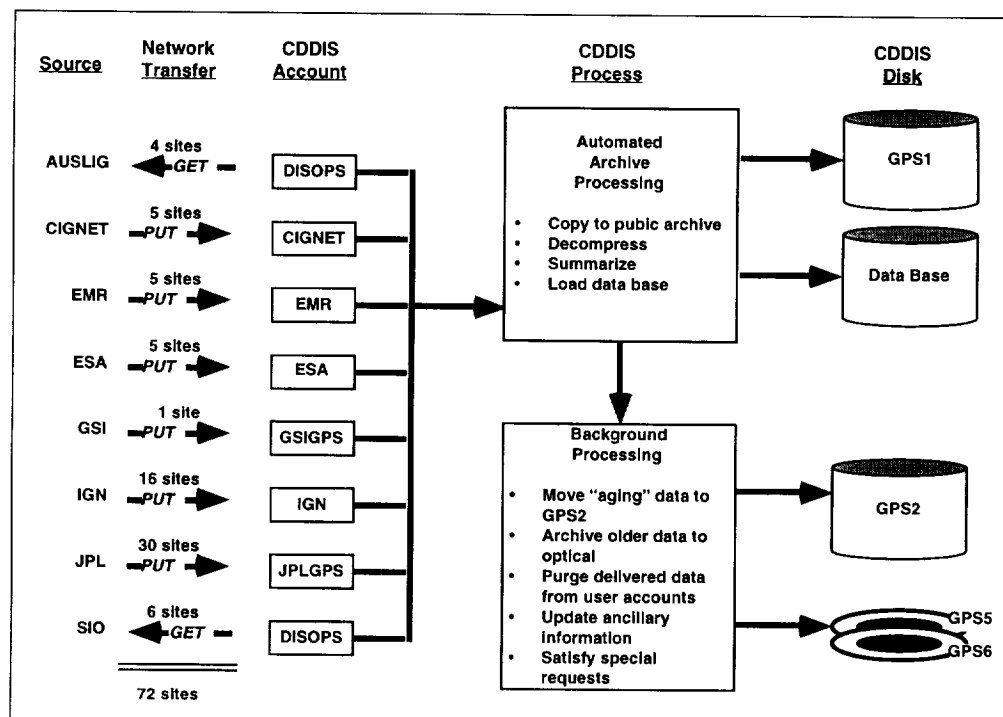 Source
Network
Transfer
CDDIS
Account
CDDIS
Process
CDDIS
Disk
AUSLIG
4 sites
GET
DISOPS
CIGNET
5 sites
PUT
CIGNET
EMR
5 sites
PUT
EMR
ESA
5 sites
PUT
ESA
GSI
1 site
PUT
GSIGPS
IGN
16 sites
PUT
IGN
JPL
30 sites
PUT
JPLGPS
SIO
6 sites
GET
DISOPS
72 sites
Automated
Archive
Processing
• Copy to pubic archive
• Decompress
• Summarize
• Load data base
GPS1
Data Base
Background
Processing
• Move “aging” data to
GPS2
• Archive older data to
optical
• Purge delivered data
from user accounts
• Update ancillary
information
• Satisfy special
requests
GPS2
GPS5
GPS6